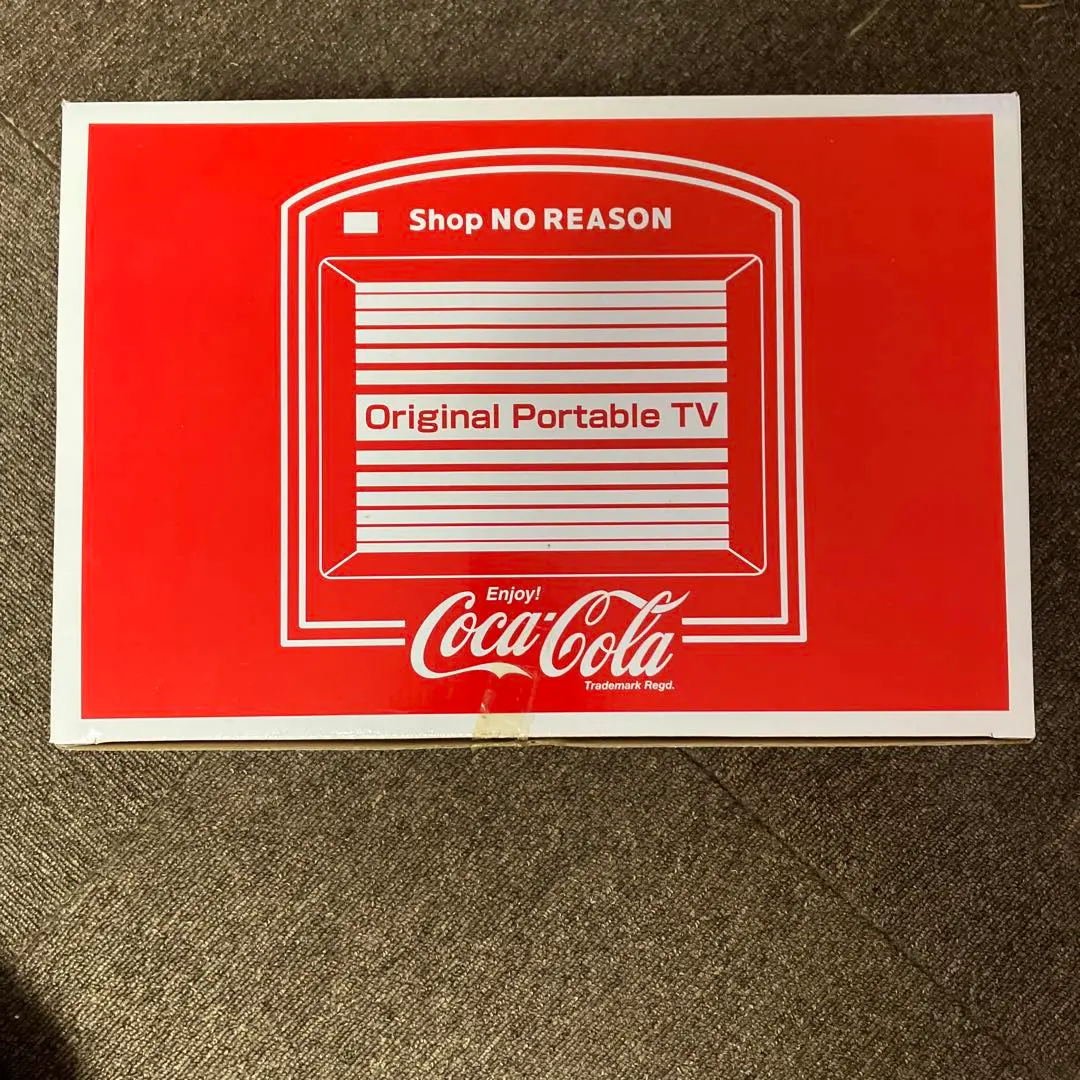 Shop NO REASON
Original Portable TV
Enjoy!
Coca-Cola
Trademark Regd.